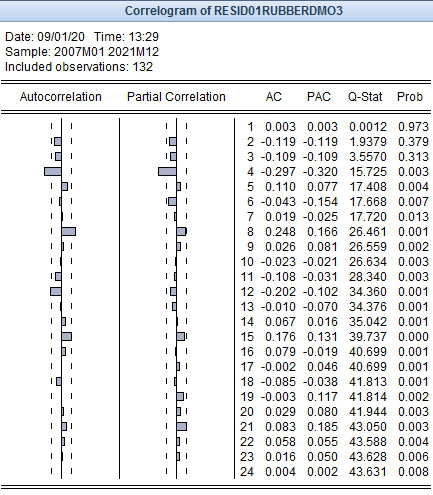 Correlogram of RESID01RUBBERDMO3
Date: 09/01/20 Time: 13:29
Sample: 2007M01 2021M12
Included observations: 132
Autocorrelation Partial Correlation AC PAC Q-Stat Prob
1 0.003 0.003 0.0012 0.973
2 -0.119 -0.119 1.9379 0.379
3 -0.109 -0.109 3.5570 0.313
4 -0.297 -0.320 15.725 0.003
5 0.110 0.077 17.408 0.004
6 -0.043 -0.154 17.668 0.007
7 0.019 -0.025 17.720 0.013
8 0.248 0.166 26.461 0.001
9 0.026 0.081 26.559 0.002
10 -0.023 -0.021 26.634 0.003
11 -0.108 -0.031 28.340 0.003
12 -0.202 -0.102 34.360 0.001
13 -0.010 -0.070 34.376 0.001
14 0.067 0.016 35.042 0.001
15 0.176 0.131 39.737 0.000
16 0.079 -0.019 40.699 0.001
17 -0.002 0.046 40.699 0.001
18 -0.085 -0.038 41.813 0.001
19 -0.003 0.117 41.814 0.002
20 0.029 0.080 41.944 0.003
21 0.083 0.185 43.050 0.003
22 0.058 0.055 43.588 0.004
23 0.016 0.050 43.628 0.006
24 0.004 0.002 43.631 0.008